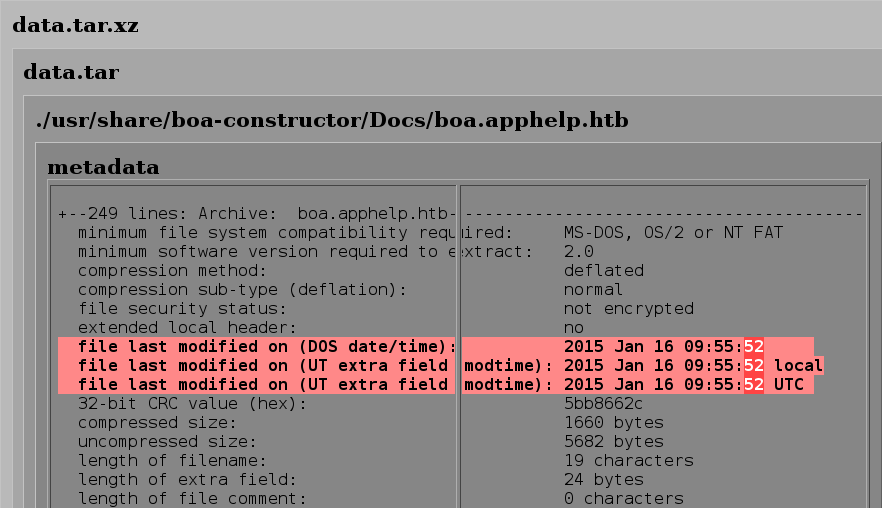 data.tar.xz
data.tar
./usr/share/boa-constructor/Docs/boa.apphelp.htb
metadata
+--249 lines: Archive:  boa.apphelp.htb----------------------------------------
minimum file system compatibility required:     MS-DOS, OS/2 or NT FAT
minimum software version required to extract:   2.0
compression method:                             deflated
compression sub-type (deflation):               normal
file security status:                           not encrypted
extended local header:                          no
file last modified on (DOS date/time):          2015 Jan 16 09:55:52
file last modified on (UT extra field modtime): 2015 Jan 16 09:55:52 local
file last modified on (UT extra field modtime): 2015 Jan 16 09:55:52 UTC
32-bit CRC value (hex):                         5bb8662c
compressed size:                                1660 bytes
uncompressed size:                              5682 bytes
length of filename:                             19 characters
length of extra field:                          24 bytes
length of file comment:                         0 characters